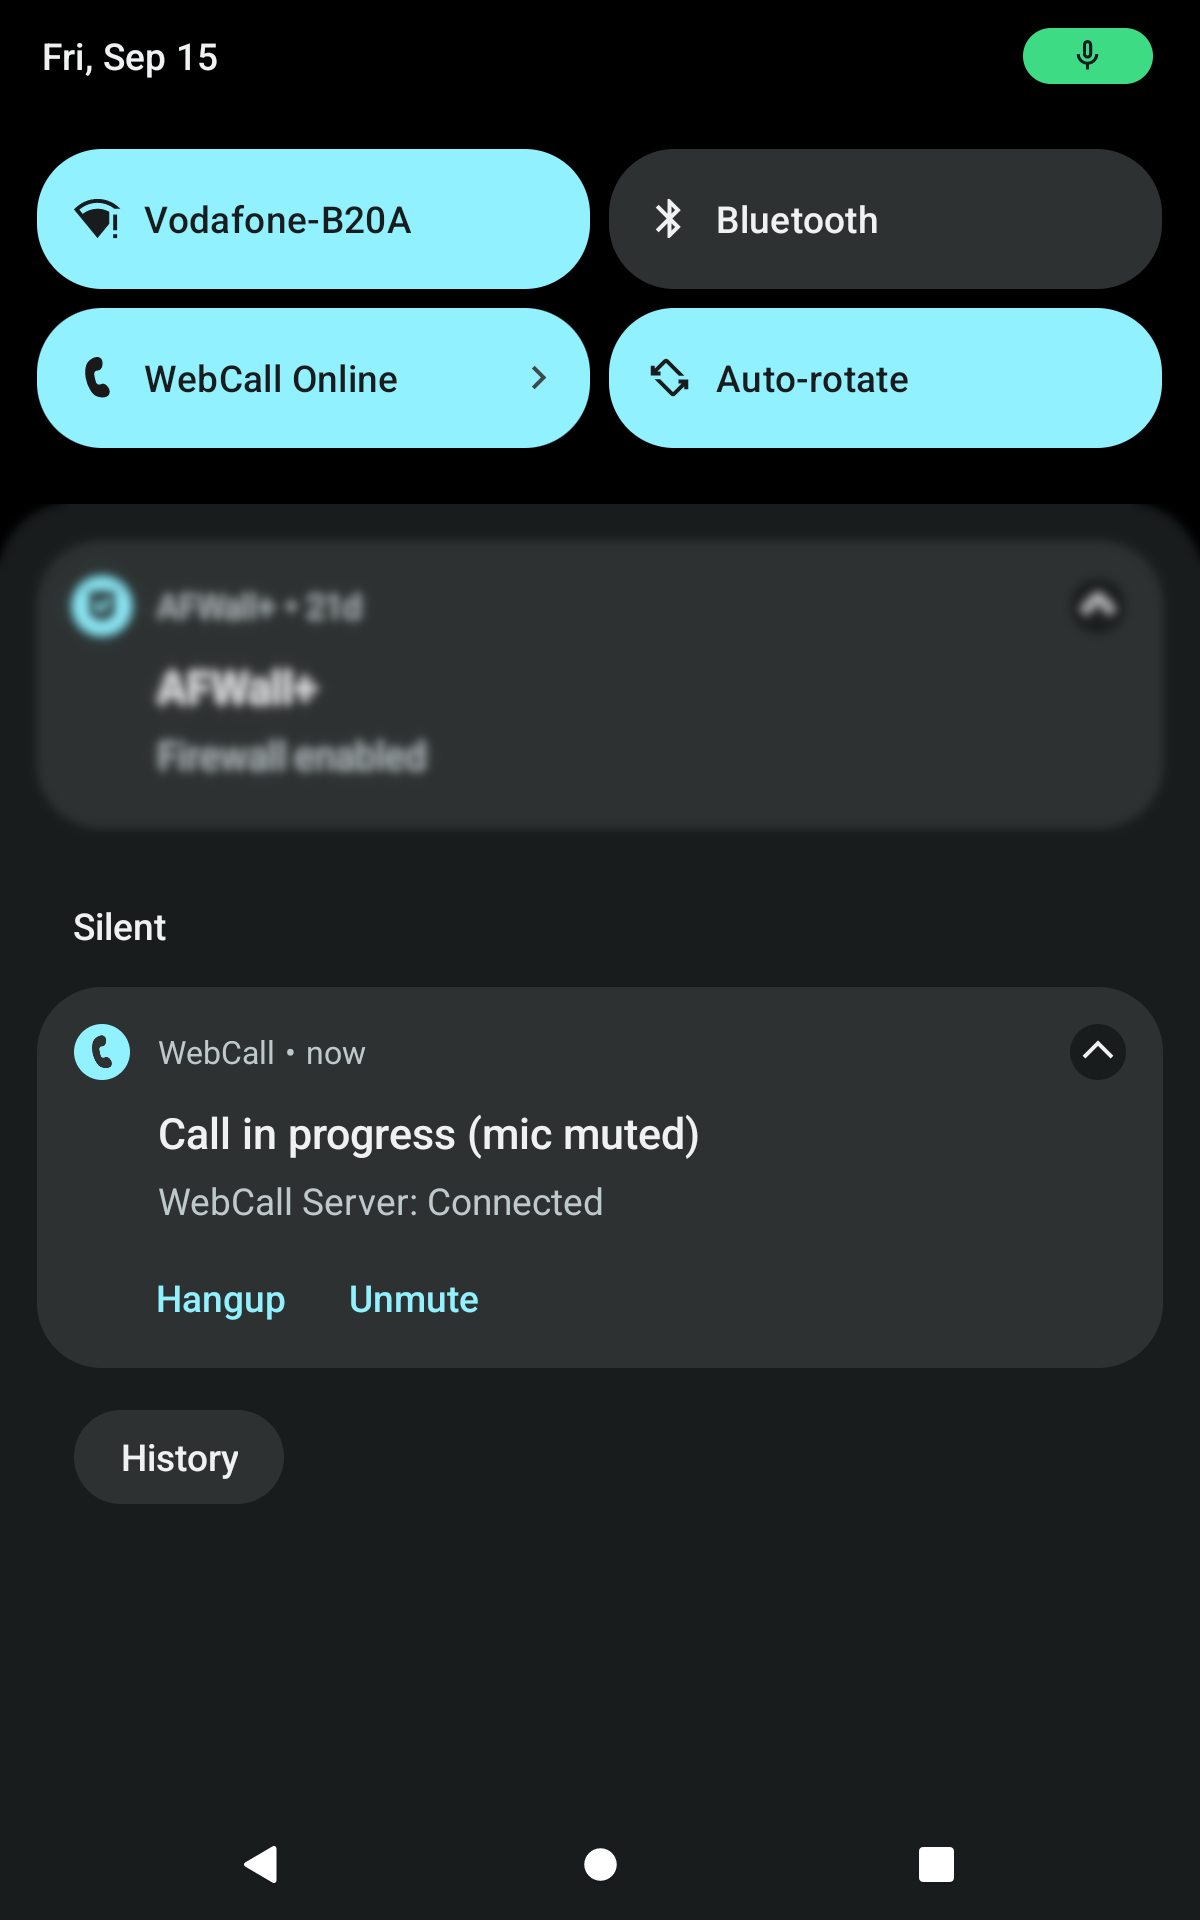 Fri, Sep 15
Vodafone-B20A
Bluetooth
WebCall Online
Auto-rotate
AFWall+ • 21d
AFWall+
Firewall enabled
Silent
WebCall • now
Call in progress (mic muted)
WebCall Server: Connected
Hangup Unmute
History